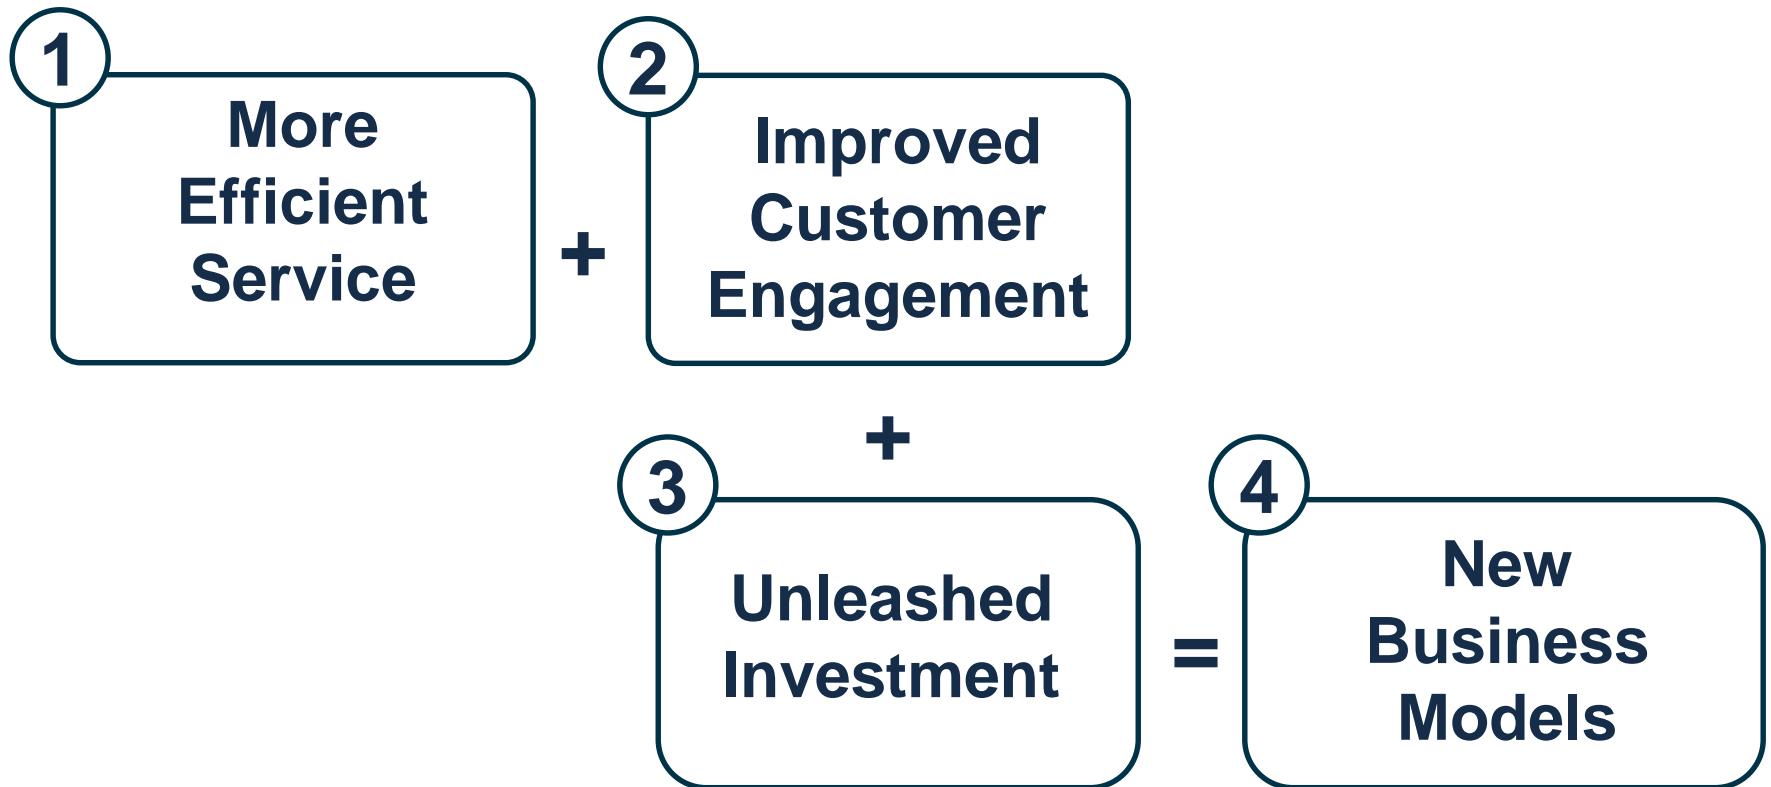 1
More
Efficient
Service
+
2
Improved
Customer
Engagement
+
3
Unleashed
Investment
=
4
New
Business
Models